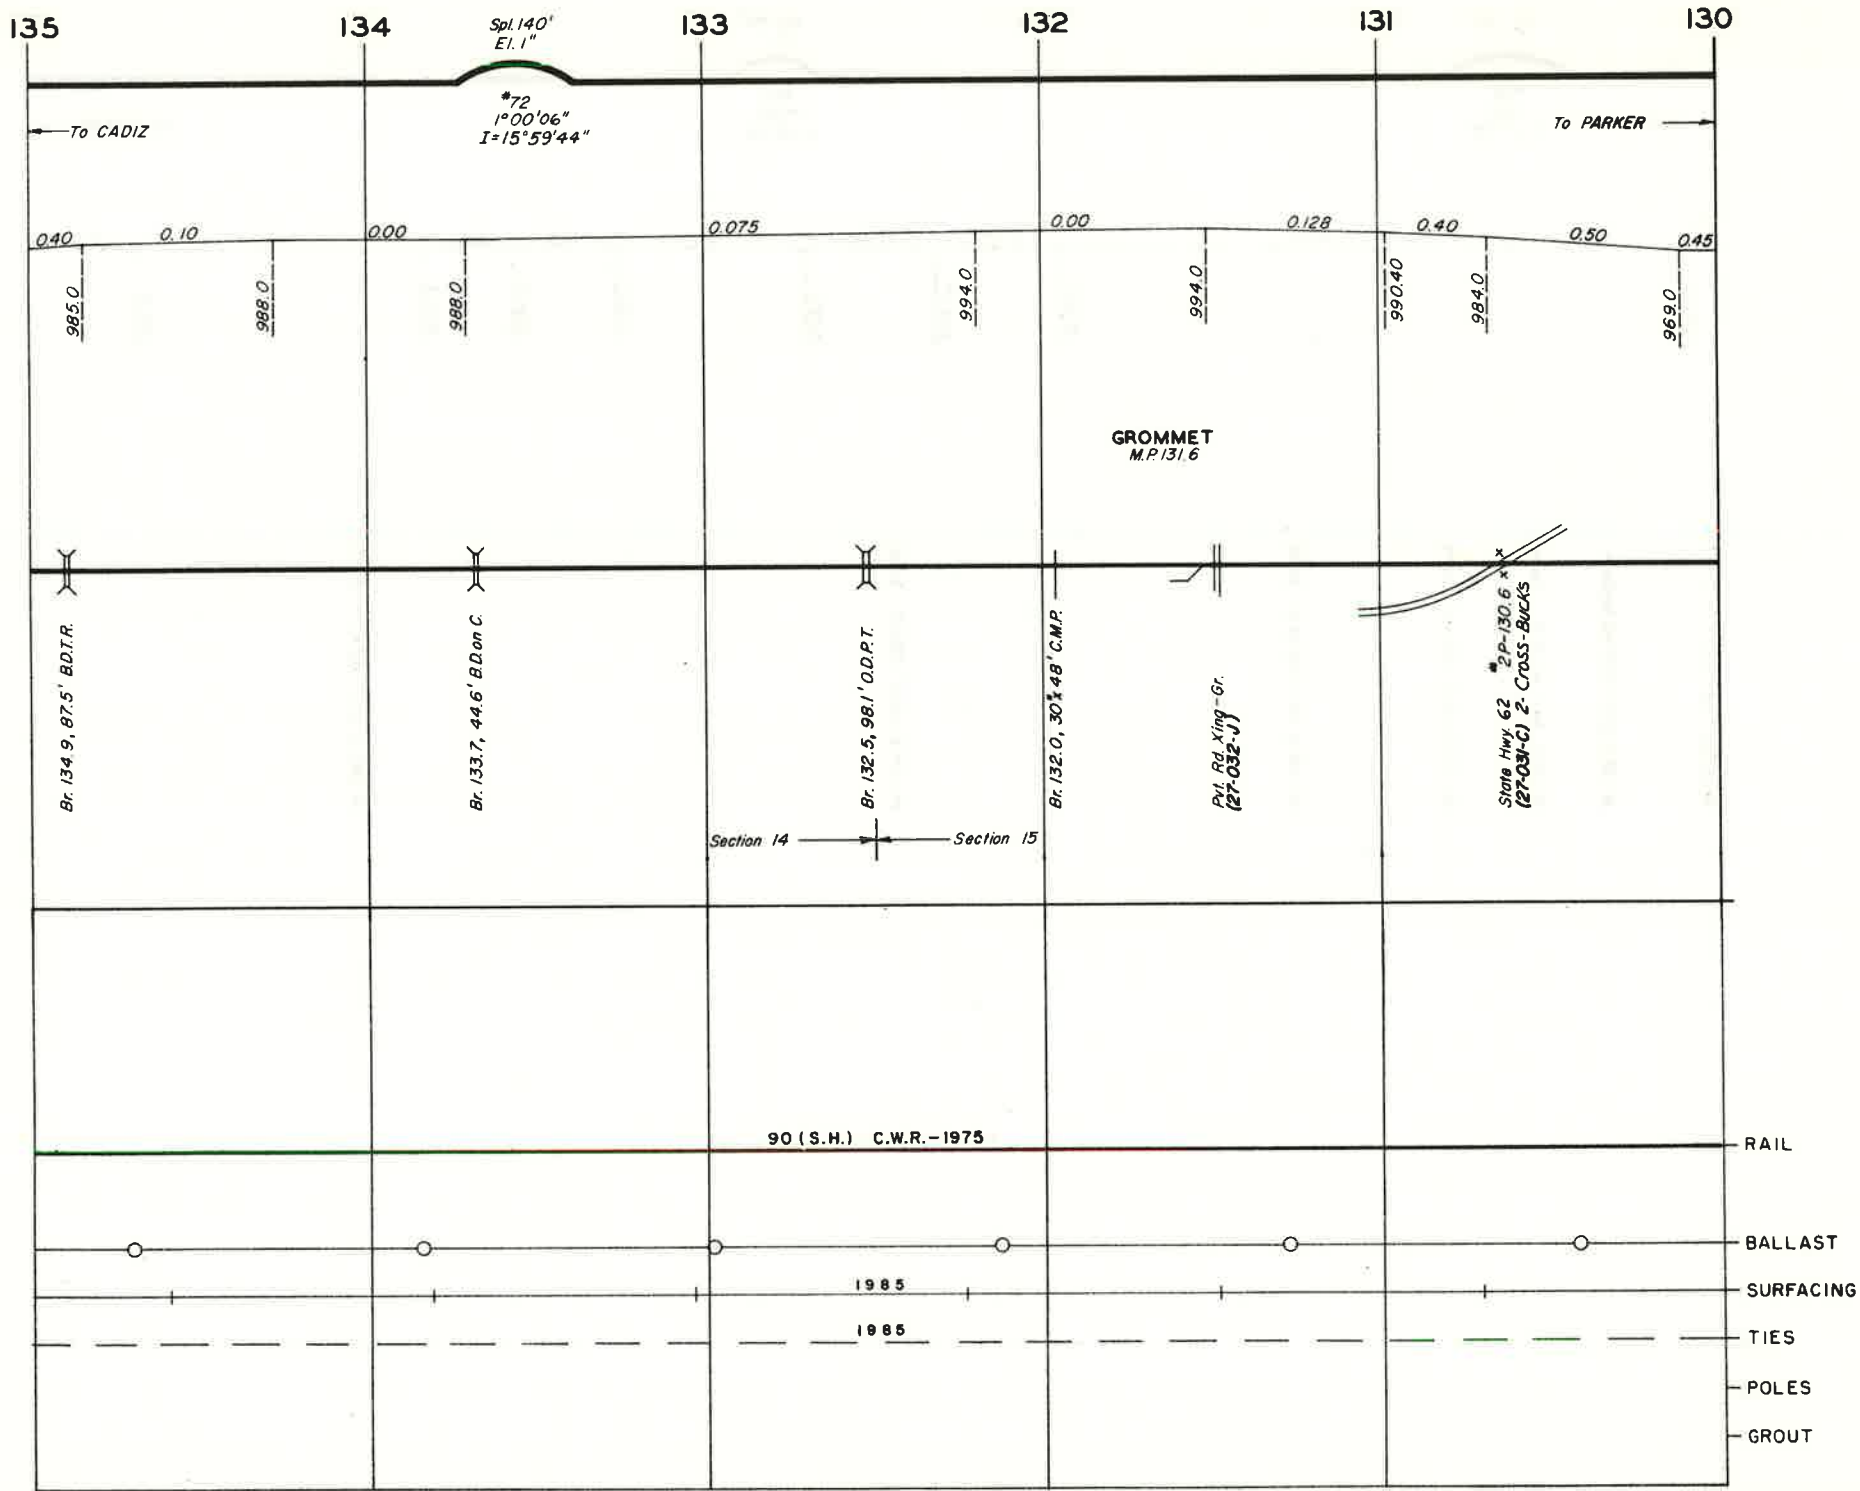 135
134
Spl. 140'
El. 1"
133
132
131
130
#72
1°00'06"
I=15°59'44"
To CADIZ
To PARKER
0.40
0.10
0.00
0.075
0.00
0.128
0.40
0.50
0.45
985.0
988.0
988.0
994.0
994.0
990.40
984.0
969.0
GROMMET
M.P. 131.6
Br. 134.9, 87.5' B.D.T.R.
Br. 133.7, 44.6' B.D. on C.
Br. 132.5, 98.1' O.D.P.T.
Br. 132.0, 30" x 48' C.M.P.
Pvt. Rd. Xing-Gr.
(27-032-J)
State Hwy. 62 # 2P-130.6
(27-031-C) 2-Cross-Bucks
Section 14
Section 15
90 (S.H.) C.W.R.-1975
RAIL
BALLAST
1985
SURFACING
1985
TIES
POLES
GROUT